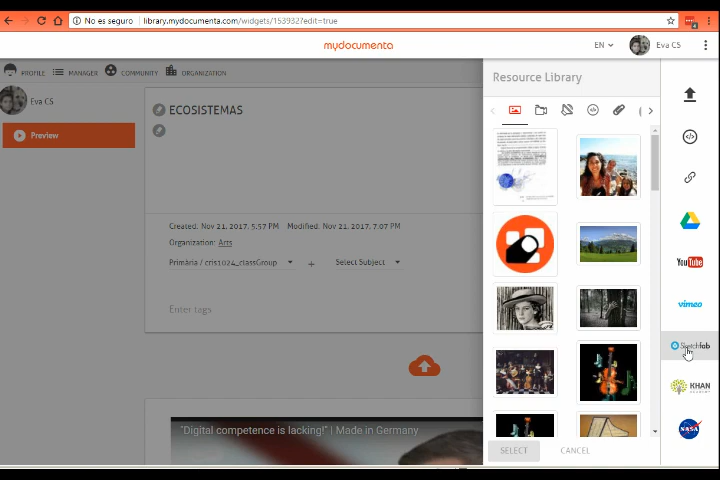 No es seguro
library.mydocumenta.com/widgets/153932?edit=true
mydocumenta
EN
Eva CS
PROFILE
MANAGER
COMMUNITY
ORGANIZATION
Eva CS
Preview
ECOSISTEMAS
Created: Nov 21, 2017, 5:57 PM Modified: Nov 21, 2017, 7:07 PM
Organization: Arts
Primària / cris1024_classGroup
Select Subject
Enter tags
"Digital competence is lacking!" | Made in Germany
Resource Library
SELECT
CANCEL
YouTube
vimeo
Sketchfab
KHAN
ACADEMY
NASA